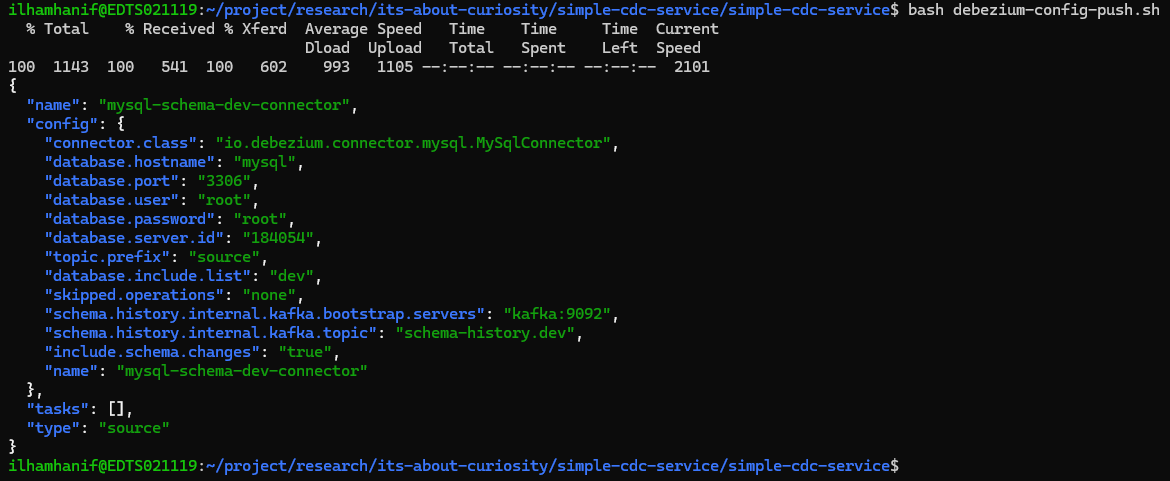 ilhamhanif@EDTS021119:~/project/research/its-about-curiosity/simple-cdc-service/simple-cdc-service$ bash debezium-config-push.sh
  % Total    % Received % Xferd  Average Speed   Time    Time     Time  Current
                                 Dload  Upload   Total   Spent    Left  Speed
100  1143  100   541  100   602    993   1105 --:--:-- --:--:-- --:--:--  2101
{
  "name": "mysql-schema-dev-connector",
  "config": {
    "connector.class": "io.debezium.connector.mysql.MySqlConnector",
    "database.hostname": "mysql",
    "database.port": "3306",
    "database.user": "root",
    "database.password": "root",
    "database.server.id": "184054",
    "topic.prefix": "source",
    "database.include.list": "dev",
    "skipped.operations": "none",
    "schema.history.internal.kafka.bootstrap.servers": "kafka:9092",
    "schema.history.internal.kafka.topic": "schema-history.dev",
    "include.schema.changes": "true",
    "name": "mysql-schema-dev-connector"
  },
  "tasks": [],
  "type": "source"
}
ilhamhanif@EDTS021119:~/project/research/its-about-curiosity/simple-cdc-service/simple-cdc-service$